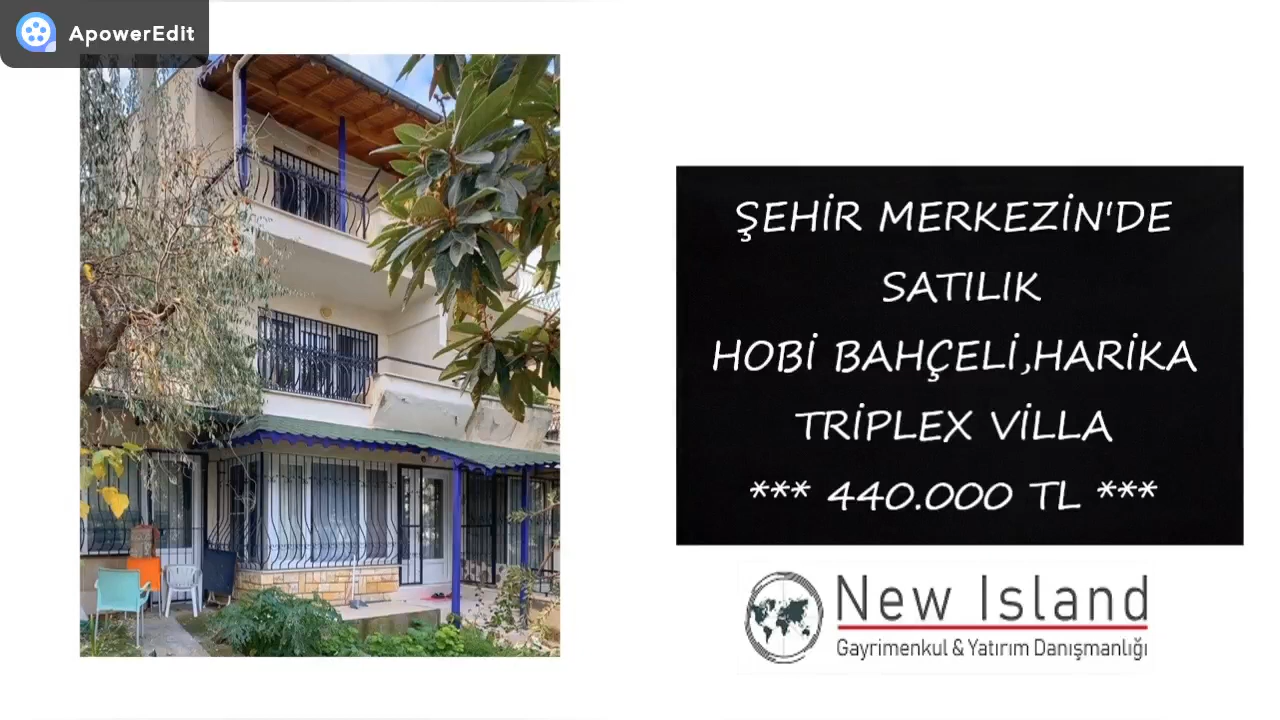 ApowerEdit
ŞEHİR MERKEZİN'DE
SATILIK
HOBİ BAHÇELİ,HARİKA
TRİPLEX VİLLA
*** 440.000 TL ***
New Island
Gayrimenkul & Yatırım Danışmanlığı